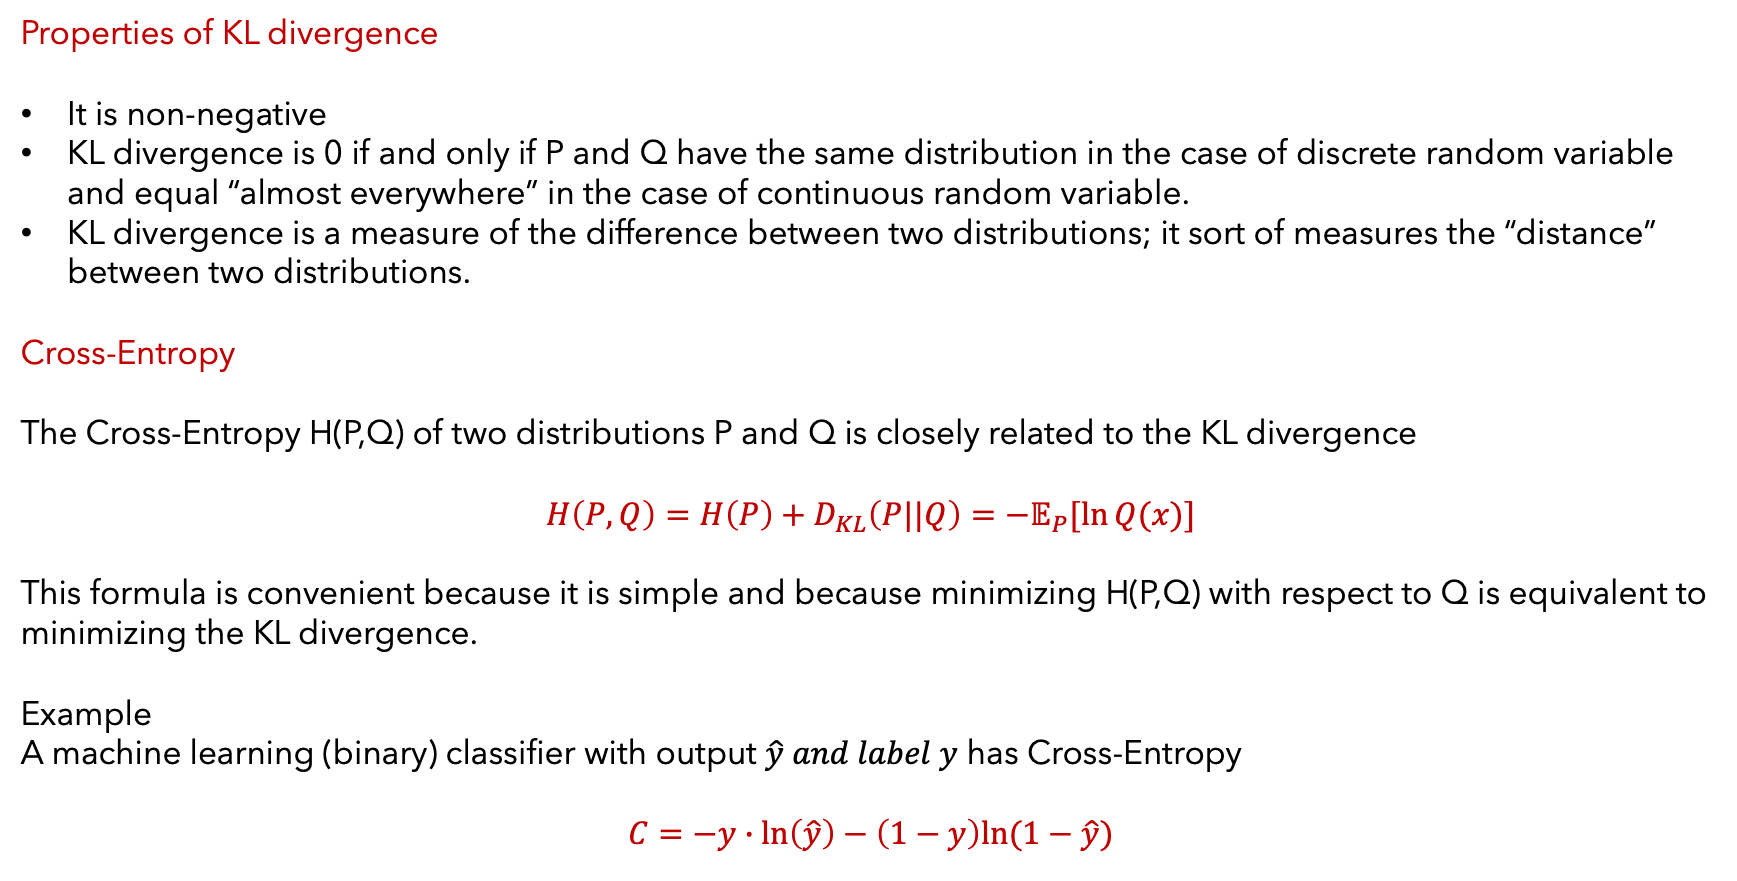 Properties of KL divergence
• It is non-negative
• KL divergence is 0 if and only if P and Q have the same distribution in the case of discrete random variable
and equal “almost everywhere” in the case of continuous random variable.
• KL divergence is a measure of the difference between two distributions; it sort of measures the “distance”
between two distributions.
Cross-Entropy
The Cross-Entropy H(P,Q) of two distributions P and Q is closely related to the KL divergence
H(P, Q) = H(P) + D_{KL}(P||Q) = −𝔼_P[ln Q(x)]
This formula is convenient because it is simple and because minimizing H(P,Q) with respect to Q is equivalent to
minimizing the KL divergence.
Example
A machine learning (binary) classifier with output ŷ and label y has Cross-Entropy
C = −y · ln(ŷ) − (1 − y)ln(1 − ŷ)